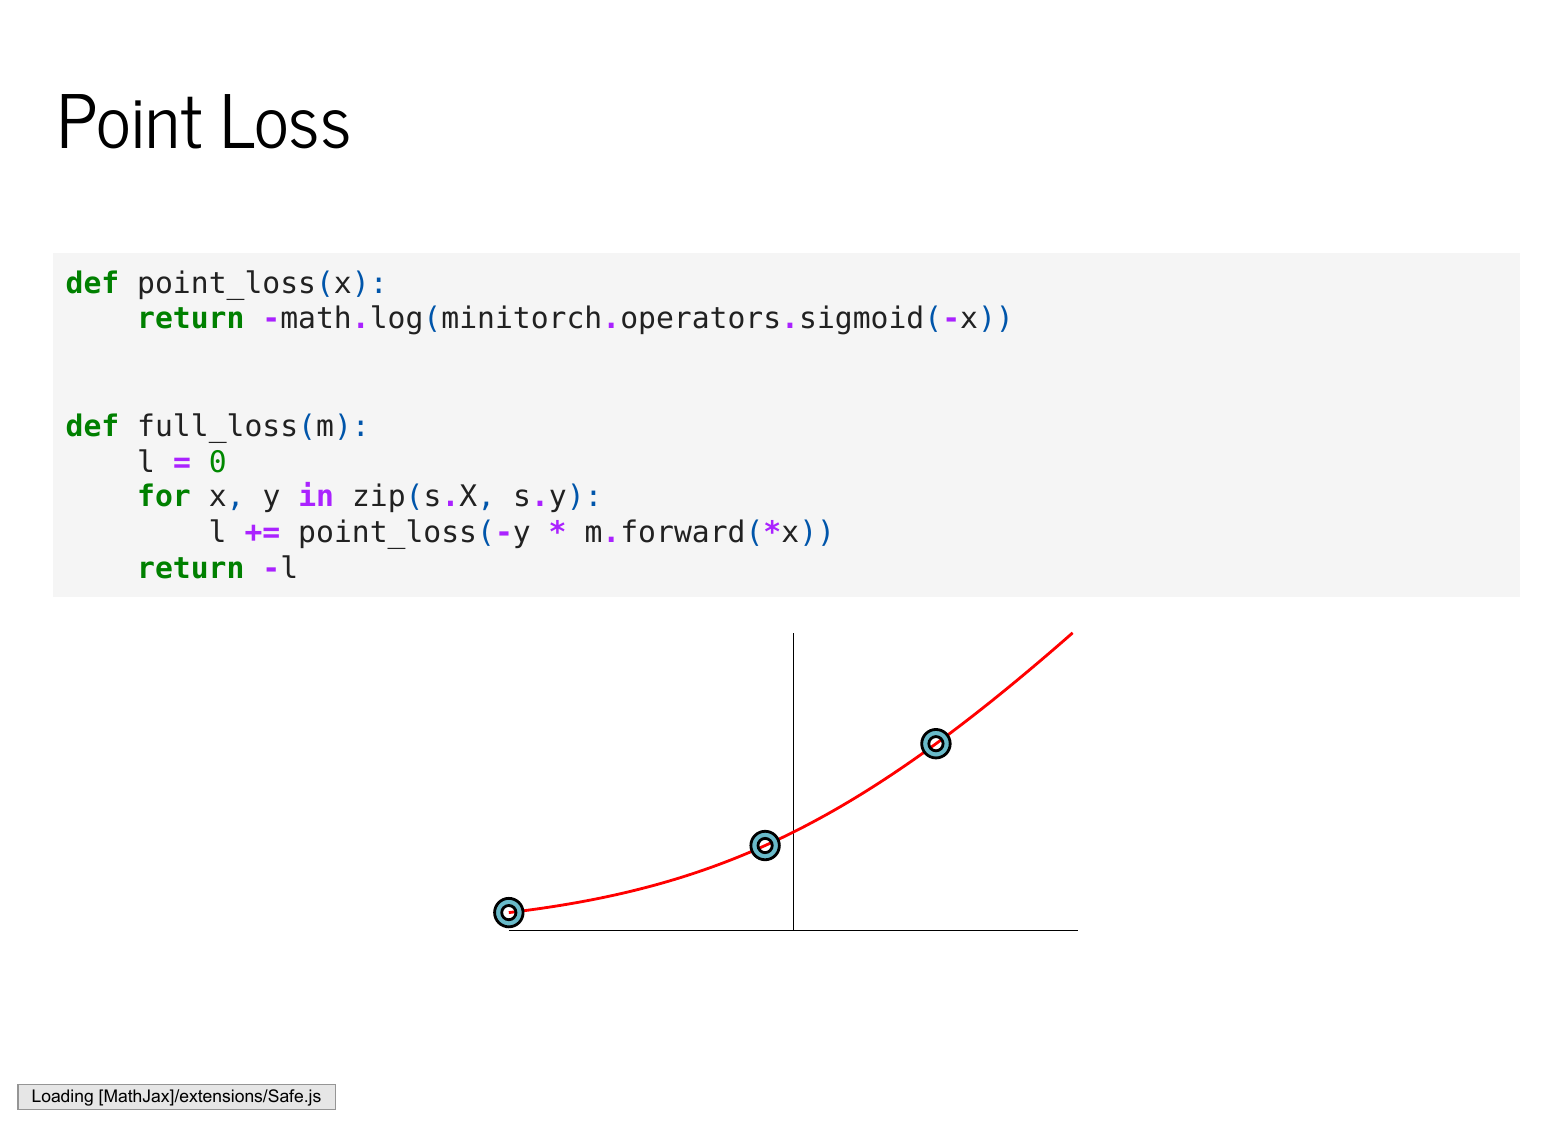 Point Loss
def point_loss(x):
    return -math.log(minitorch.operators.sigmoid(-x))
def full_loss(m):
    l = 0
    for x, y in zip(s.X, s.y):
        l += point_loss(-y * m.forward(*x))
    return -l
Loading [MathJax]/extensions/Safe.js